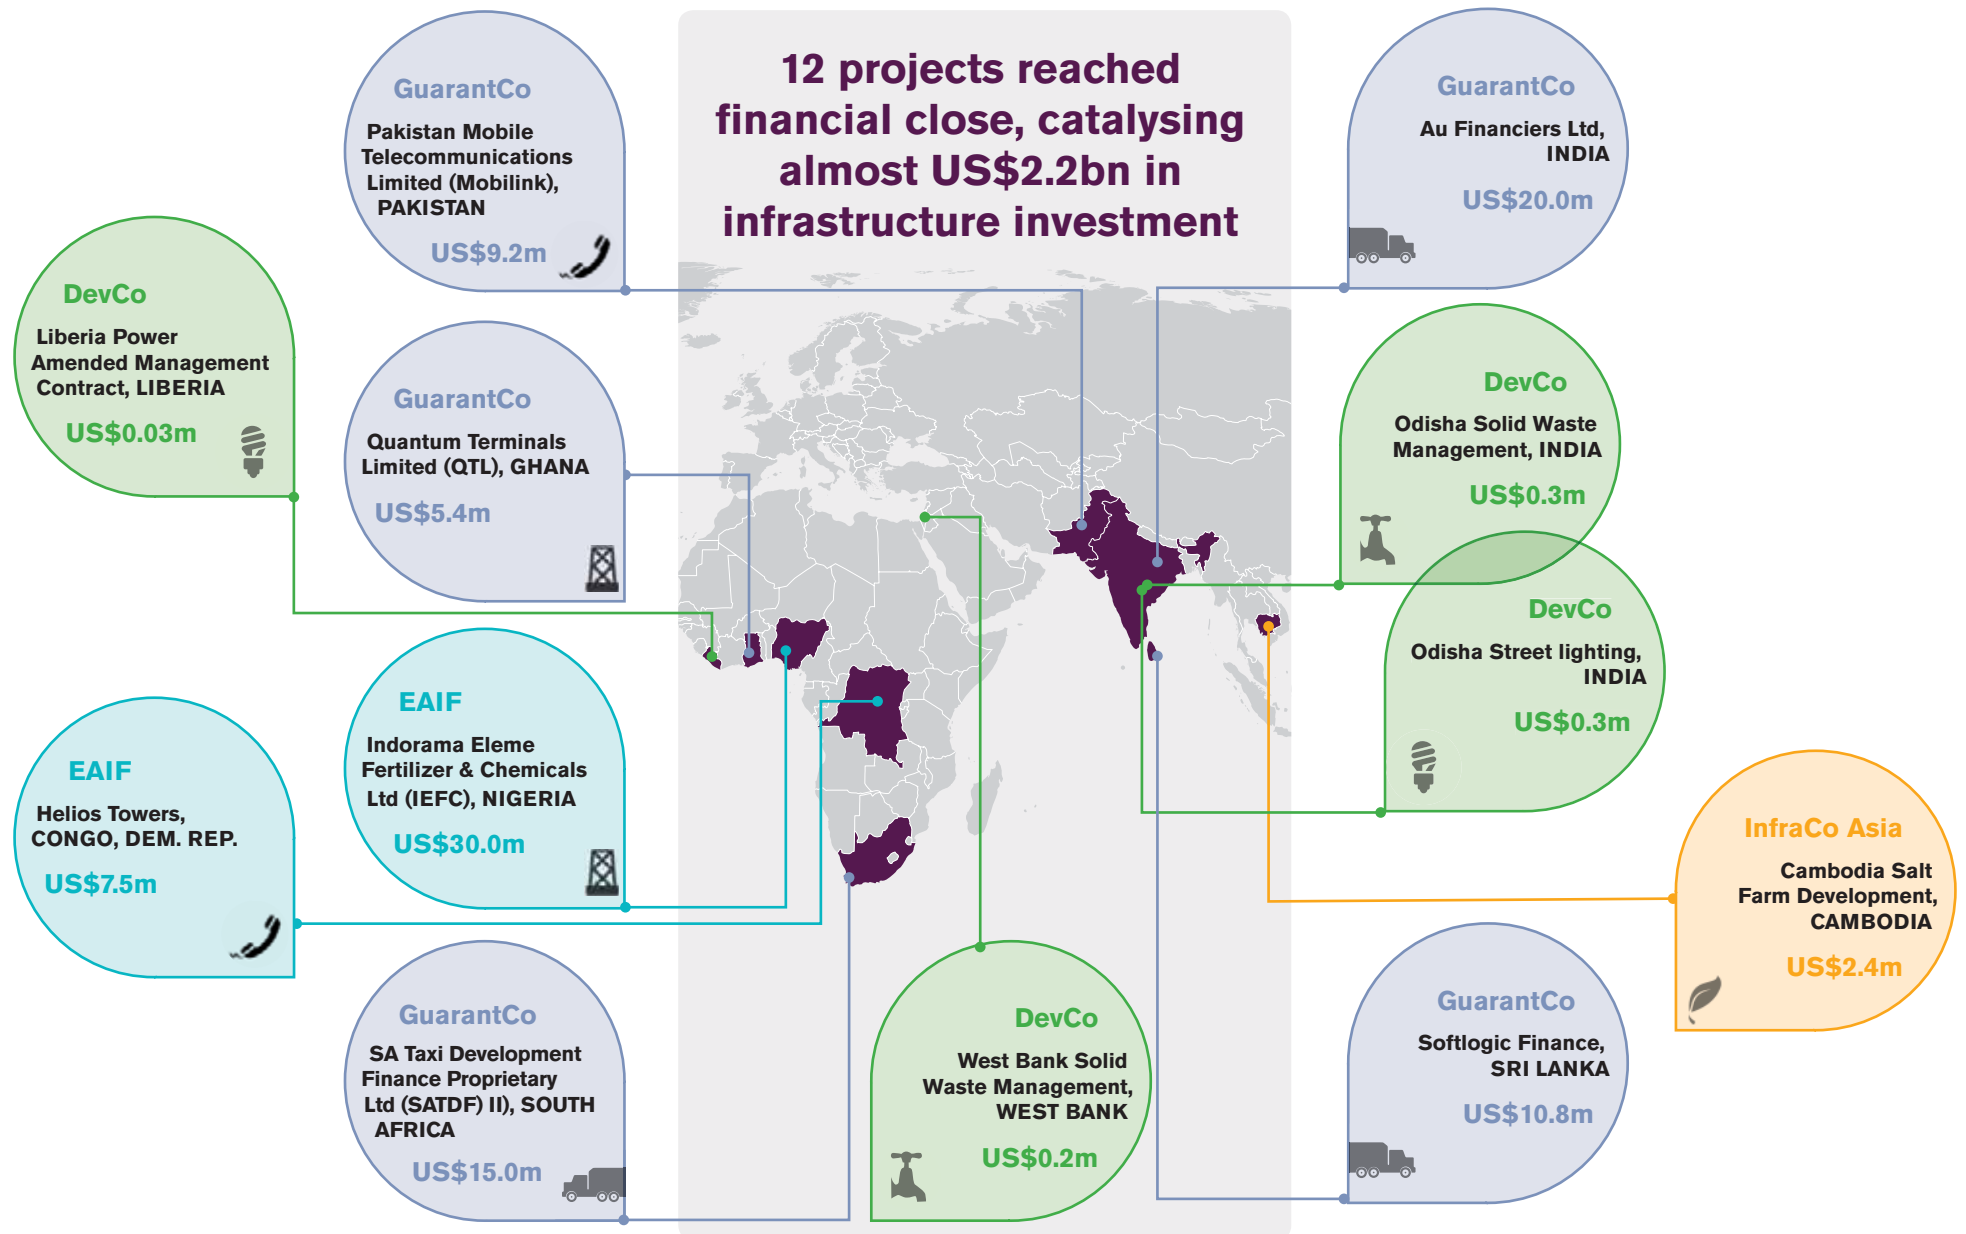 12 projects reached
financial close, catalysing
almost US$2.2bn in
infrastructure investment
GuarantCo
Pakistan Mobile
Telecommunications
Limited (Mobilink),
PAKISTAN
US$9.2m
DevCo
Liberia Power
Amended Management
Contract, LIBERIA
US$0.03m
GuarantCo
Quantum Terminals
Limited (QTL), GHANA
US$5.4m
EAIF
Indorama Eleme
Fertilizer & Chemicals
Ltd (IEFC), NIGERIA
US$30.0m
EAIF
Helios Towers,
CONGO, DEM. REP.
US$7.5m
GuarantCo
SA Taxi Development
Finance Proprietary
Ltd (SATDF) II), SOUTH
AFRICA
US$15.0m
DevCo
West Bank Solid
Waste Management,
WEST BANK
US$0.2m
GuarantCo
Au Financiers Ltd,
INDIA
US$20.0m
DevCo
Odisha Solid Waste
Management, INDIA
US$0.3m
DevCo
Odisha Street lighting,
INDIA
US$0.3m
InfraCo Asia
Cambodia Salt
Farm Development,
CAMBODIA
US$2.4m
GuarantCo
Softlogic Finance,
SRI LANKA
US$10.8m